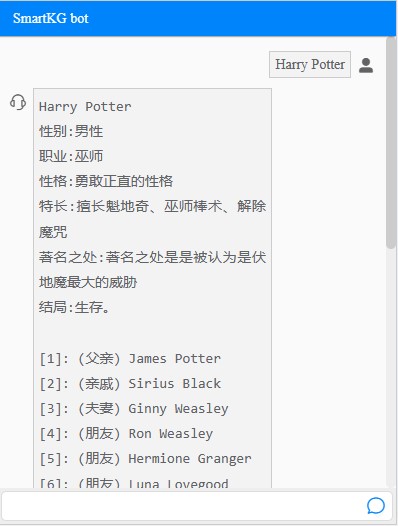 SmartKG bot
Harry Potter
Harry Potter
性别:男性
职业:巫师
性格:勇敢正直的性格
特长:擅长魁地奇、巫师棒术、解除
魔咒
著名之处:著名之处是是被认为是伏
地魔最大的威胁
结局:生存。
[1]: (父亲) James Potter
[2]: (亲戚) Sirius Black
[3]: (夫妻) Ginny Weasley
[4]: (朋友) Ron Weasley
[5]: (朋友) Hermione Granger
[6]: (朋友) Luna Lovegood